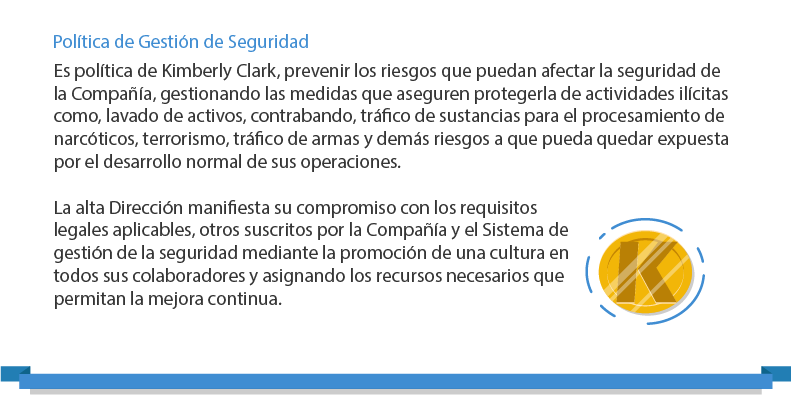 Política de Gestión de Seguridad
Es política de Kimberly Clark, prevenir los riesgos que puedan afectar la seguridad de
la Compañía, gestionando las medidas que aseguren protegerla de actividades ilícitas
como, lavado de activos, contrabando, tráfico de sustancias para el procesamiento de
narcóticos, terrorismo, tráfico de armas y demás riesgos a que pueda quedar expuesta
por el desarrollo normal de sus operaciones.
La alta Dirección manifiesta su compromiso con los requisitos
legales aplicables, otros suscritos por la Compañía y el Sistema de
gestión de la seguridad mediante la promoción de una cultura en
todos sus colaboradores y asignando los recursos necesarios que
permitan la mejora continua.
K